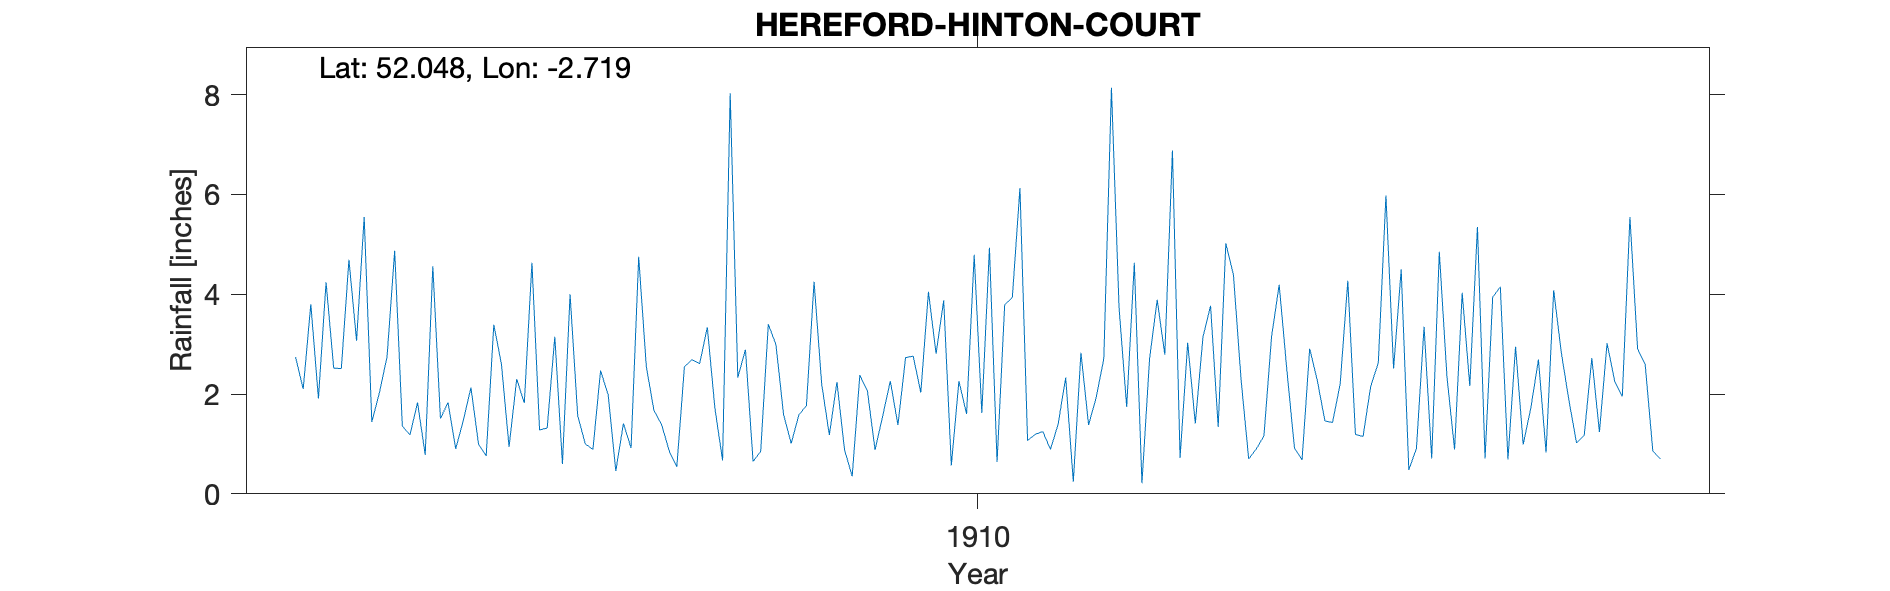 HEREFORD-HINTON-COURT
Lat: 52.048, Lon: -2.719
8
6
4
2
0
Rainfall [inches]
1910
Year